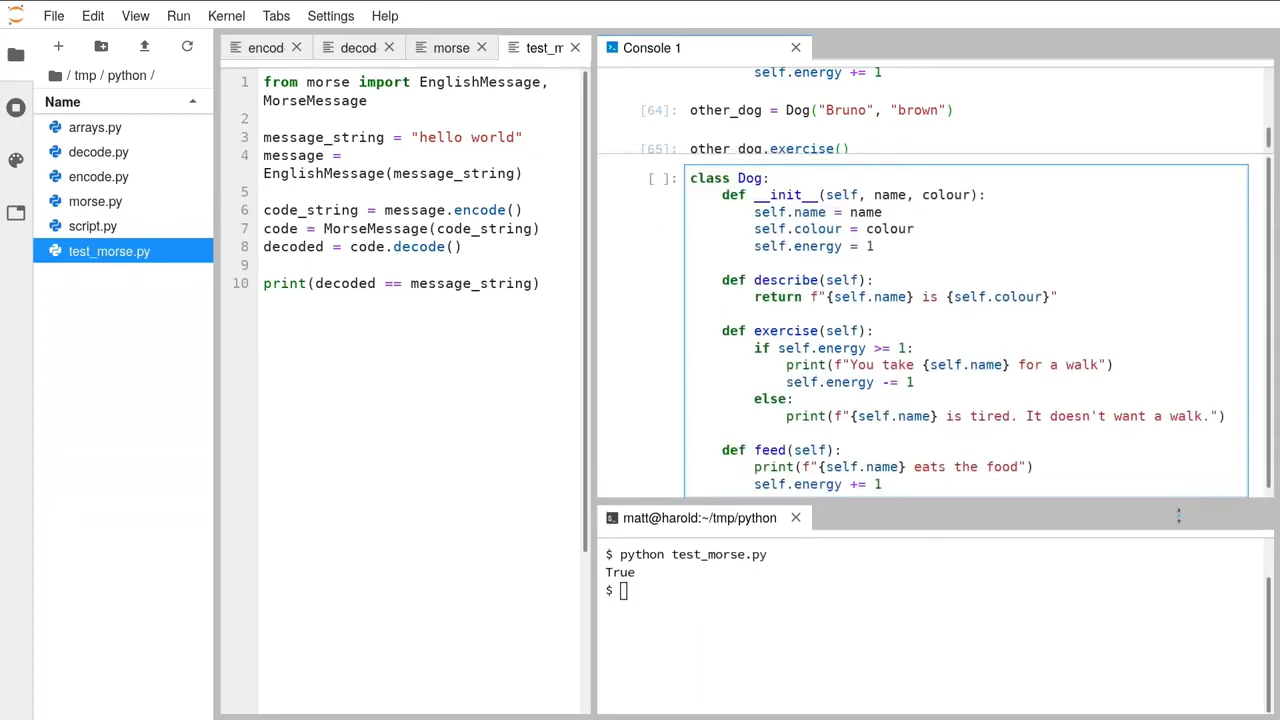 File Edit View Run Kernel Tabs Settings Help
/ tmp / python /
Name
arrays.py
decode.py
encode.py
morse.py
script.py
test_morse.py
encod
decod
morse
test_m
1 from morse import EnglishMessage,
MorseMessage
2
3 message_string = "hello world"
4 message =
EnglishMessage(message_string)
5
6 code_string = message.encode()
7 code = MorseMessage(code_string)
8 decoded = code.decode()
9
10 print(decoded == message_string)
Console 1
self.energy += 1
[64]: other_dog = Dog("Bruno", "brown")
[65]: other_dog.exercise()
[ ]: class Dog:
def __init__(self, name, colour):
self.name = name
self.colour = colour
self.energy = 1
def describe(self):
return f"{self.name} is {self.colour}"
def exercise(self):
if self.energy >= 1:
print(f"You take {self.name} for a walk")
self.energy -= 1
else:
print(f"{self.name} is tired. It doesn't want a walk.")
def feed(self):
print(f"{self.name} eats the food")
self.energy += 1
matt@harold:~/tmp/python
$ python test_morse.py
True
$